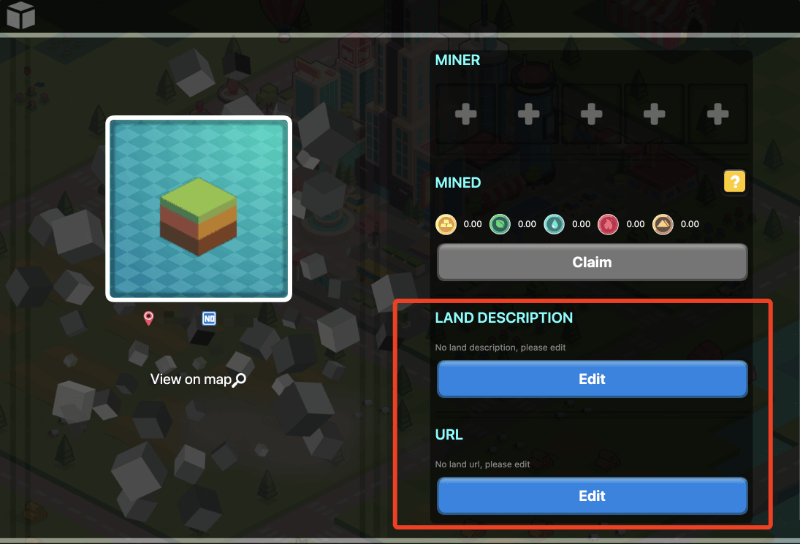 MINER
MINED
?
0.00 0.00 0.00 0.00 0.00
Claim
LAND DESCRIPTION
No land description, please edit
Edit
URL
No land url, please edit
Edit
ND
View on map